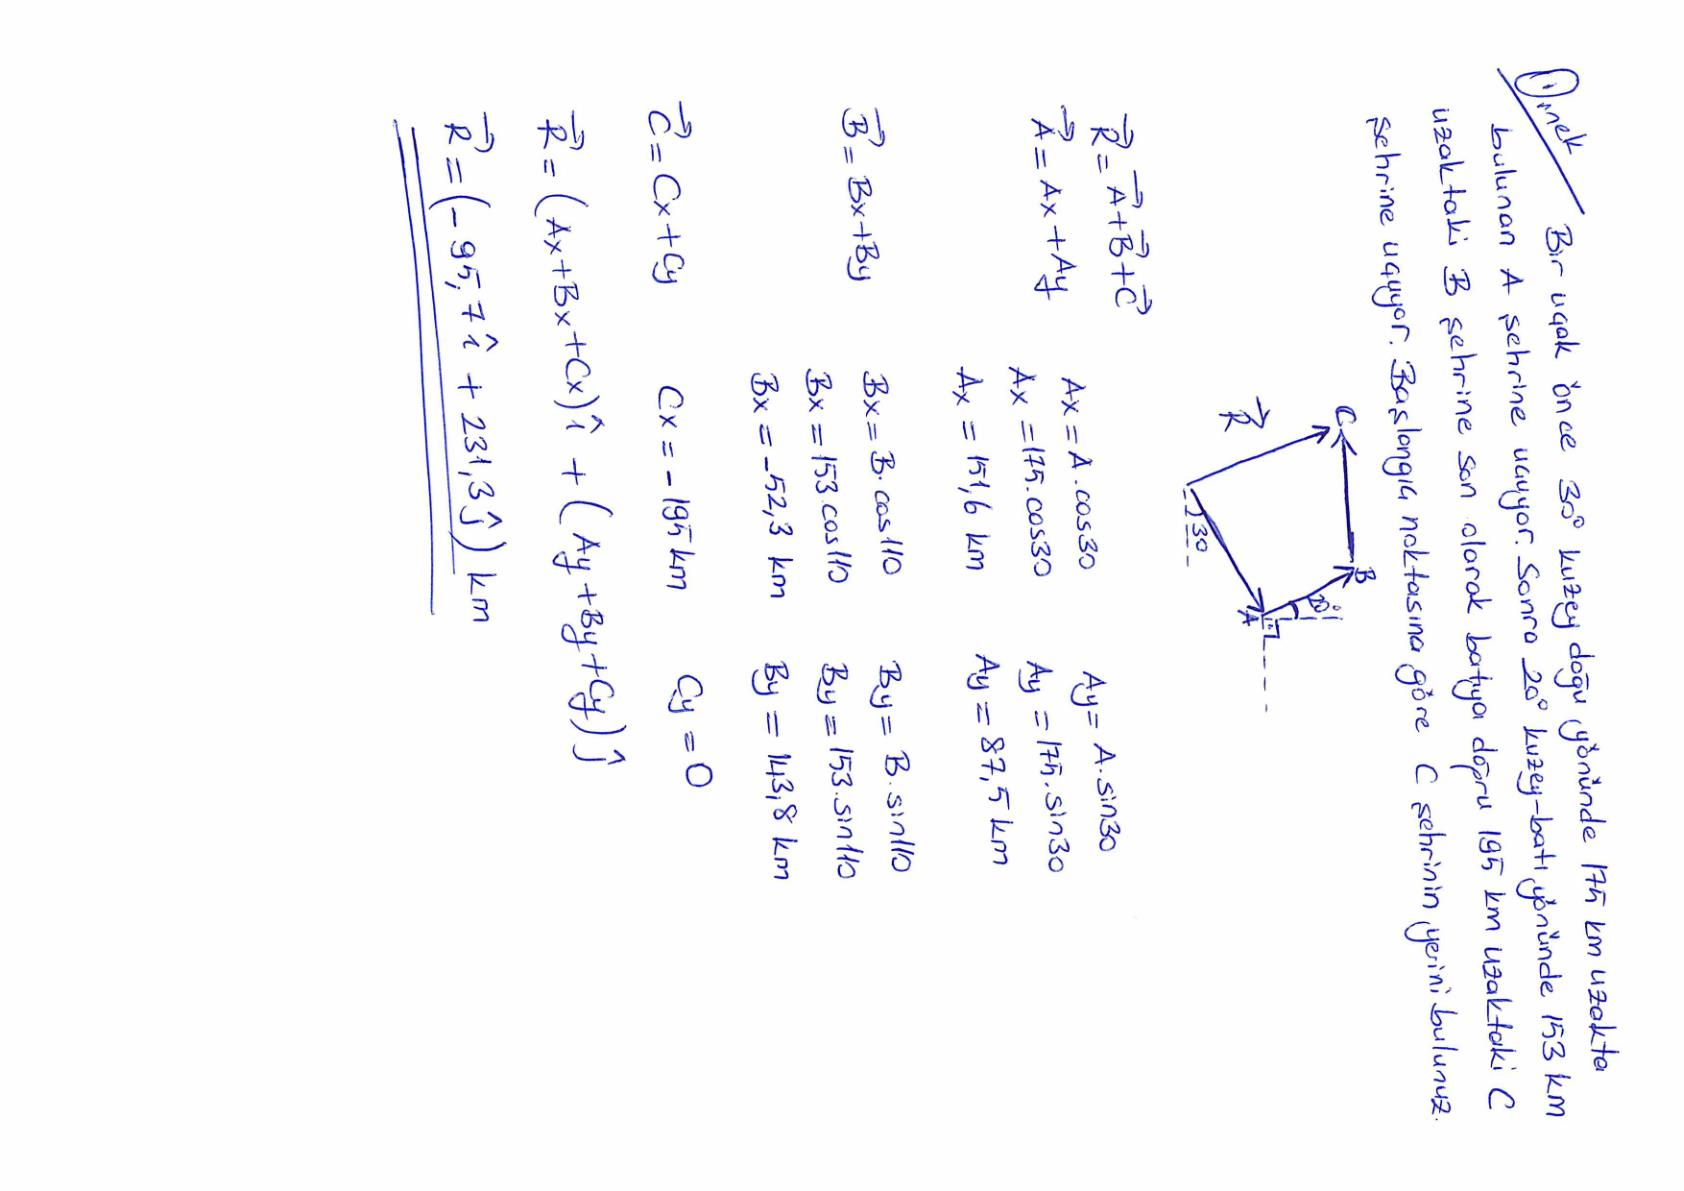 Örnek
Bir uçak önce 30° kuzey doğu yönünde 175 km uzakta
bulunan A şehrine uçuyor. Sonra 20° kuzey-batı yönünde 153 km
uzaktaki B şehrine son olarak batıya doğru 195 km uzaktaki C
şehrine uçuyor. Başlangıç noktasına göre C şehrinin yerini bulunuz.
C
B
20°
R⃗
30
A
R⃗ = A⃗ + B⃗ + C⃗
A⃗ = Ax + Ay
Ax = A.cos30
Ay = A.sin30
Ax = 175.cos30
Ay = 175.sin30
Ax = 151,6 km
Ay = 87,5 km
B⃗ = Bx + By
Bx = B.cos110
By = B.sin110
Bx = 153.cos110
By = 153.sin110
Bx = -52,3 km
By = 143,8 km
C⃗ = Cx + Cy
Cx = -195 km
Cy = 0
R⃗ = (Ax + Bx + Cx) î + (Ay + By + Cy) ĵ
R⃗ = (-95,7 î + 231,3 ĵ) km